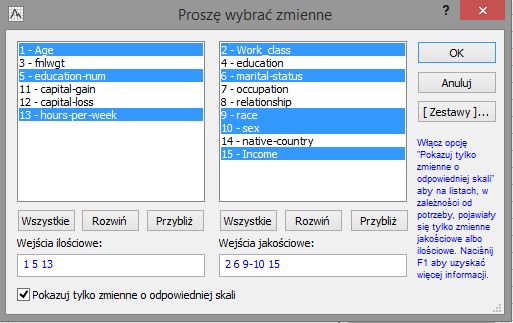 Proszę wybrać zmienne
?
1 - Age
3 - fnlwgt
5 - education-num
11 - capital-gain
12 - capital-loss
13 - hours-per-week
2 - Work_class
4 - education
6 - marital-status
7 - occupation
8 - relationship
9 - race
10 - sex
14 - native-country
15 - Income
OK
Anuluj
[ Zestawy ]...
Włącz opcję
"Pokazuj tylko
zmienne o
odpowiedniej skali"
aby na listach, w
zależności od
potrzeby, pojawiały
się tylko zmienne
jakościowe albo
ilościowe. Naciśnij
F1 aby uzyskać
więcej informacji.
Wszystkie Rozwiń Przybliż
Wszystkie Rozwiń Przybliż
Wejścia ilościowe:
1 5 13
Wejścia jakościowe:
2 6 9-10 15
Pokazuj tylko zmienne o odpowiedniej skali